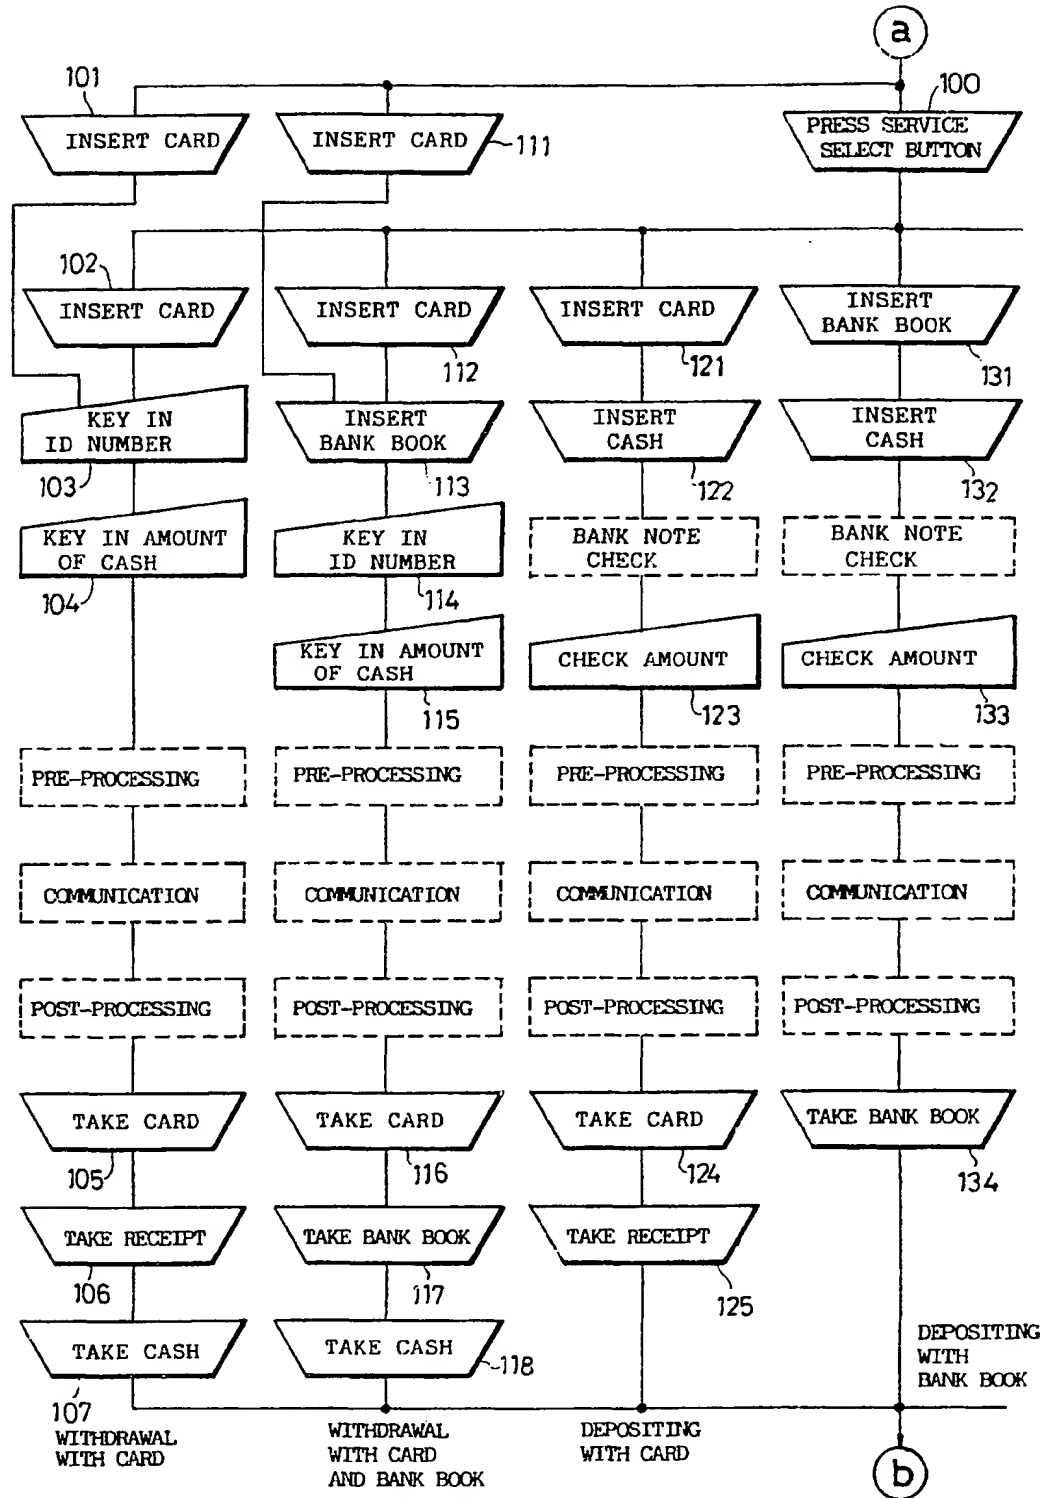 a
101
100
INSERT CARD
INSERT CARD
111
PRESS SERVICE
SELECT BUTTON
102
INSERT CARD
INSERT CARD
112
INSERT CARD
121
INSERT
BANK BOOK
131
KEY IN
ID NUMBER
103
INSERT
BANK BOOK
113
INSERT
CASH
122
INSERT
CASH
132
KEY IN AMOUNT
OF CASH
104
KEY IN
ID NUMBER
114
BANK NOTE
CHECK
BANK NOTE
CHECK
KEY IN AMOUNT
OF CASH
115
CHECK AMOUNT
123
CHECK AMOUNT
133
PRE-PROCESSING
PRE-PROCESSING
PRE-PROCESSING
PRE-PROCESSING
COMMUNICATION
COMMUNICATION
COMMUNICATION
COMMUNICATION
POST-PROCESSING
POST-PROCESSING
POST-PROCESSING
POST-PROCESSING
TAKE CARD
105
TAKE CARD
116
TAKE CARD
124
TAKE BANK BOOK
134
TAKE RECEIPT
106
TAKE BANK BOOK
117
TAKE RECEIPT
125
TAKE CASH
107
TAKE CASH
118
DEPOSITING
WITH
BANK BOOK
WITHDRAWAL
WITH CARD
WITHDRAWAL
WITH CARD
AND BANK BOOK
DEPOSITING
WITH CARD
b